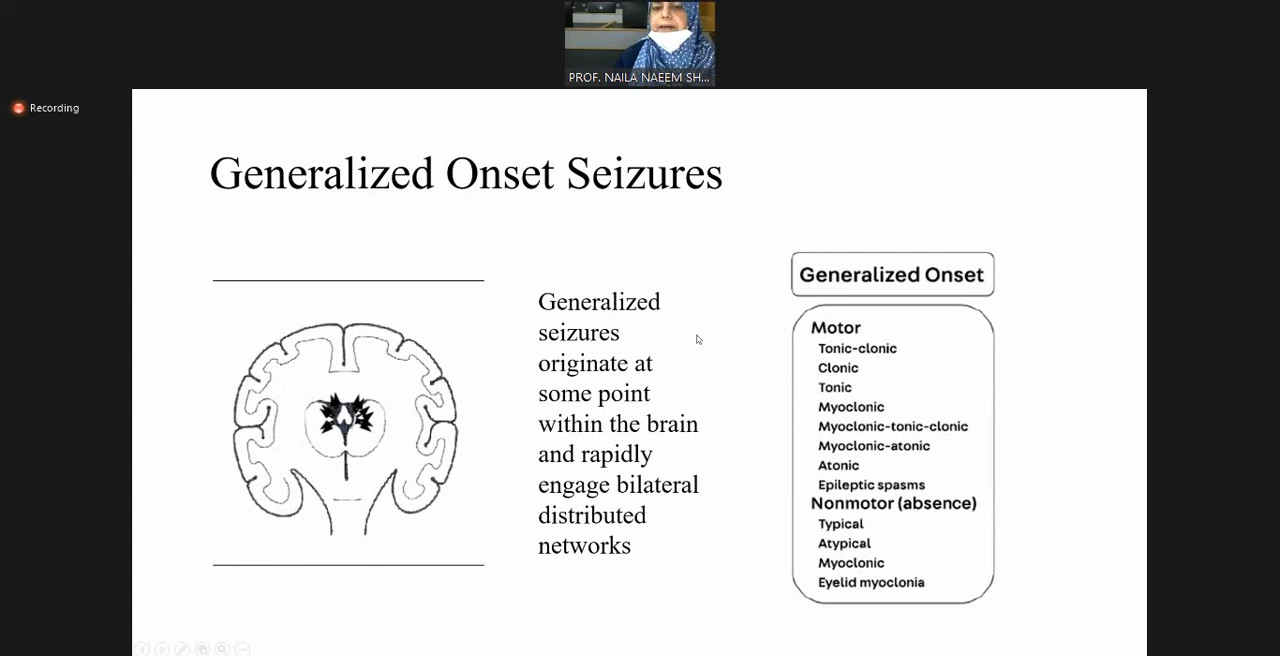 PROF. NAILA NAEEM SH...
Recording
Generalized Onset Seizures
Generalized
seizures
originate at
some point
within the brain
and rapidly
engage bilateral
distributed
networks
Generalized Onset
Motor
Tonic-clonic
Clonic
Tonic
Myoclonic
Myoclonic-tonic-clonic
Myoclonic-atonic
Atonic
Epileptic spasms
Nonmotor (absence)
Typical
Atypical
Myoclonic
Eyelid myoclonia